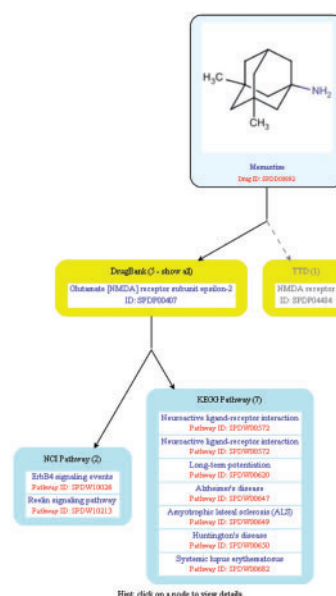 H₃C
NH₂
CH₃
Memantine
Drug ID: SPDD00892
DrugBank (5 - show all)
Glutamate [NMDA] receptor subunit epsilon-2
ID: SPDP00407
TTD (1)
NMDA receptor
ID: SPDP04484
NCI Pathway (2)
ErbB4 signaling events
Pathway ID: SPDW10026
Reelin signaling pathway
Pathway ID: SPDW10213
KEGG Pathway (7)
Neuroactive ligand-receptor interaction
Pathway ID: SPDW00572
Neuroactive ligand-receptor interaction
Pathway ID: SPDW00572
Long-term potentiation
Pathway ID: SPDW00620
Alzheimer's disease
Pathway ID: SPDW00647
Amyotrophic lateral sclerosis (ALS)
Pathway ID: SPDW00649
Huntington's disease
Pathway ID: SPDW00650
Systemic lupus erythematosus
Pathway ID: SPDW00682
Hint: click on a node to view details